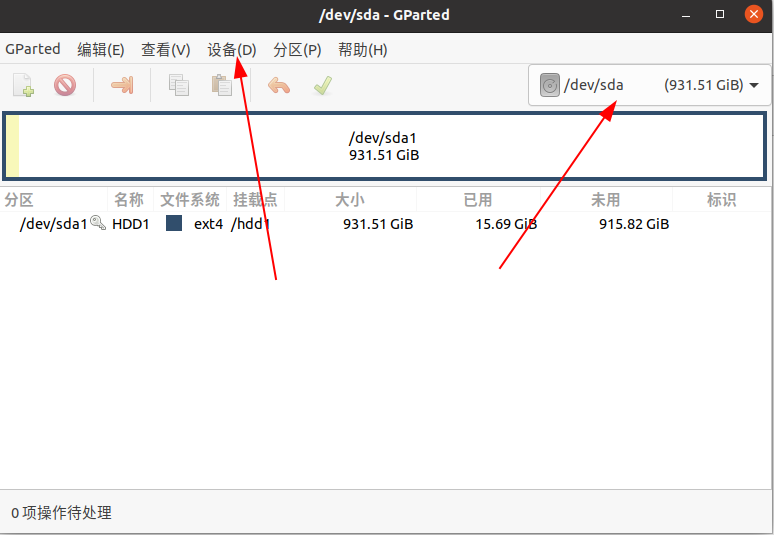 /dev/sda - GParted
GParted 编辑(E) 查看(V) 设备(D) 分区(P) 帮助(H)
/dev/sda (931.51 GiB)
/dev/sda1
931.51 GiB
分区 名称 文件系统 挂载点 大小 已用 未用 标识
/dev/sda1 HDD1 ext4 /hdd1 931.51 GiB 15.69 GiB 915.82 GiB
0 项操作待处理